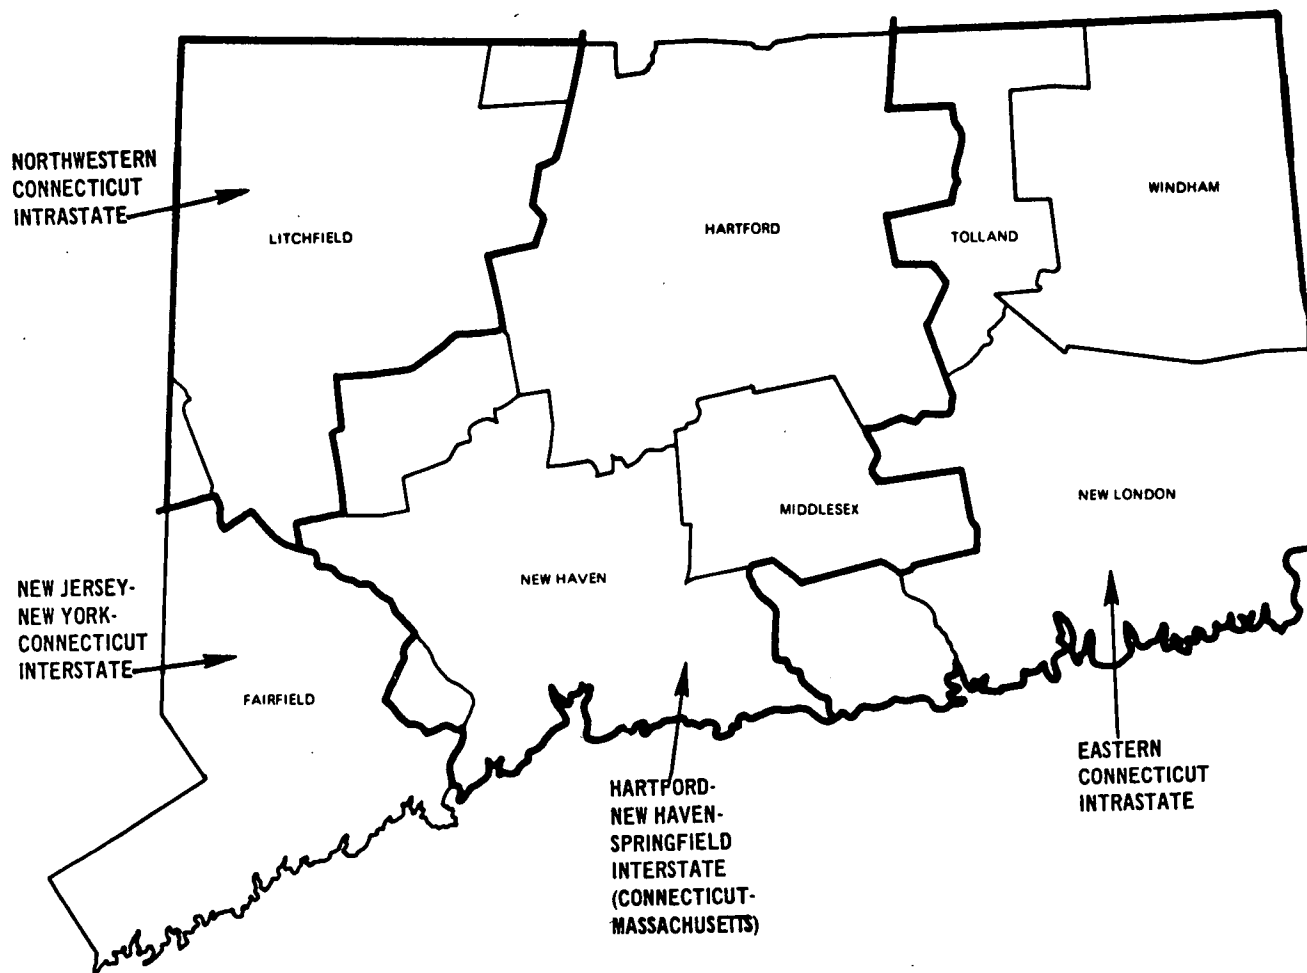 NORTHWESTERN
CONNECTICUT
INTRASTATE
LITCHFIELD
HARTFORD
TOLLAND
WINDHAM
MIDDLESEX
NEW LONDON
NEW HAVEN
NEW JERSEY-
NEW YORK-
CONNECTICUT
INTERSTATE
FAIRFIELD
HARTFORD-
NEW HAVEN-
SPRINGFIELD
INTERSTATE
(CONNECTICUT-
MASSACHUSETTS)
EASTERN
CONNECTICUT
INTRASTATE